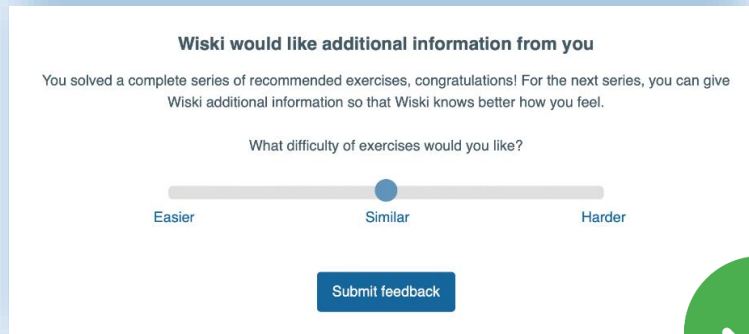 Wiski would like additional information from you
You solved a complete series of recommended exercises, congratulations! For the next series, you can give
Wiski additional information so that Wiski knows better how you feel.
What difficulty of exercises would you like?
Easier Similar Harder
Submit feedback